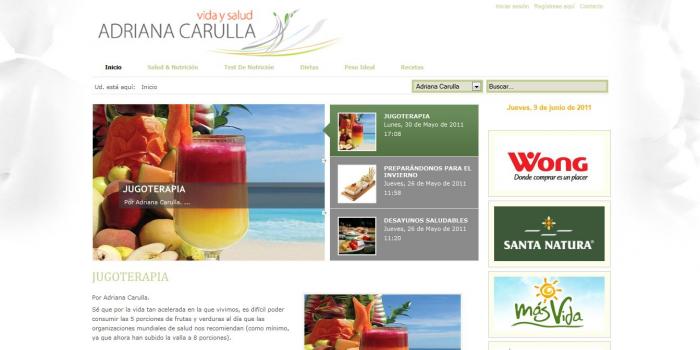 Iniciar sesión   Regístrese aquí   Contacto
vida y salud
ADRIANA CARULLA
Inicio   Salud & Nutrición   Test De Nutrición   Dietas   Peso Ideal   Recetas
Ud. está aquí:   Inicio
Adriana Carulla
Buscar...
Jueves, 9 de junio de 2011
JUGOTERAPIA
Por Adriana Carulla. ...
JUGOTERAPIA
Lunes, 30 de Mayo de 2011
17:08
PREPARÁNDONOS PARA EL
INVIERNO
Jueves, 26 de Mayo de 2011
11:58
DESAYUNOS SALUDABLES
Jueves, 26 de Mayo de 2011
11:20
Wong
Donde comprar es un placer
SANTA NATURA
más Vida
JUGOTERAPIA
Por Adriana Carulla.
Sé que por la vida tan acelerada en la que vivimos, es difícil poder
consumir las 5 porciones de frutas y verduras al día que las
organizaciones mundiales de salud nos recomiendan (como mínimo,
ya que ahora han subido la valla a 8 porciones).